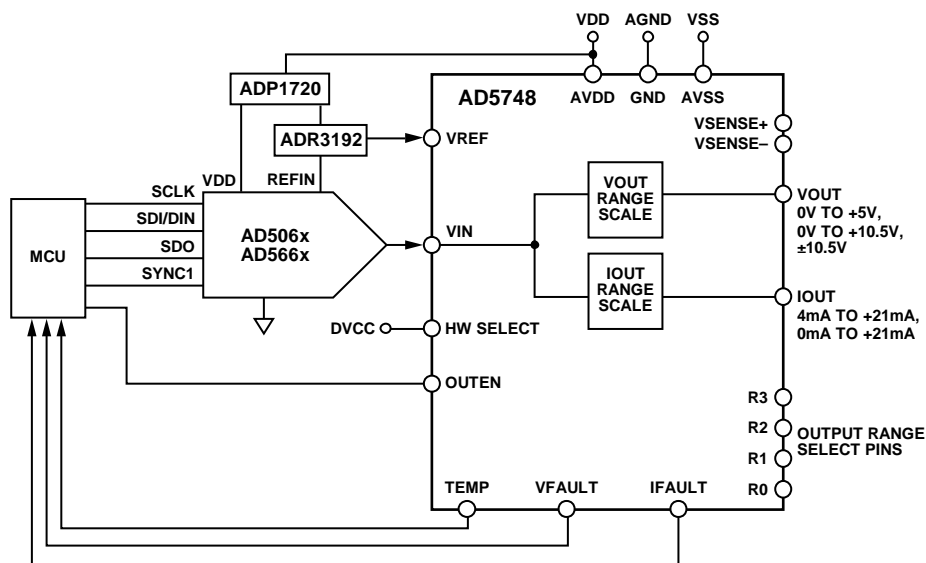 VDD AGND VSS
ADP1720
AD5748
AVDD GND AVSS
VSENSE+
VSENSE–
ADR3192
VREF
VDD REFIN
SCLK
SDI/DIN
SDO
SYNC1
MCU
AD506x
AD566x
VIN
VOUT
RANGE
SCALE
VOUT
0V TO +5V,
0V TO +10.5V,
±10.5V
IOUT
RANGE
SCALE
IOUT
4mA TO +21mA,
0mA TO +21mA
DVCC
HW SELECT
OUTEN
R3
R2
R1
R0
OUTPUT RANGE
SELECT PINS
TEMP VFAULT IFAULT